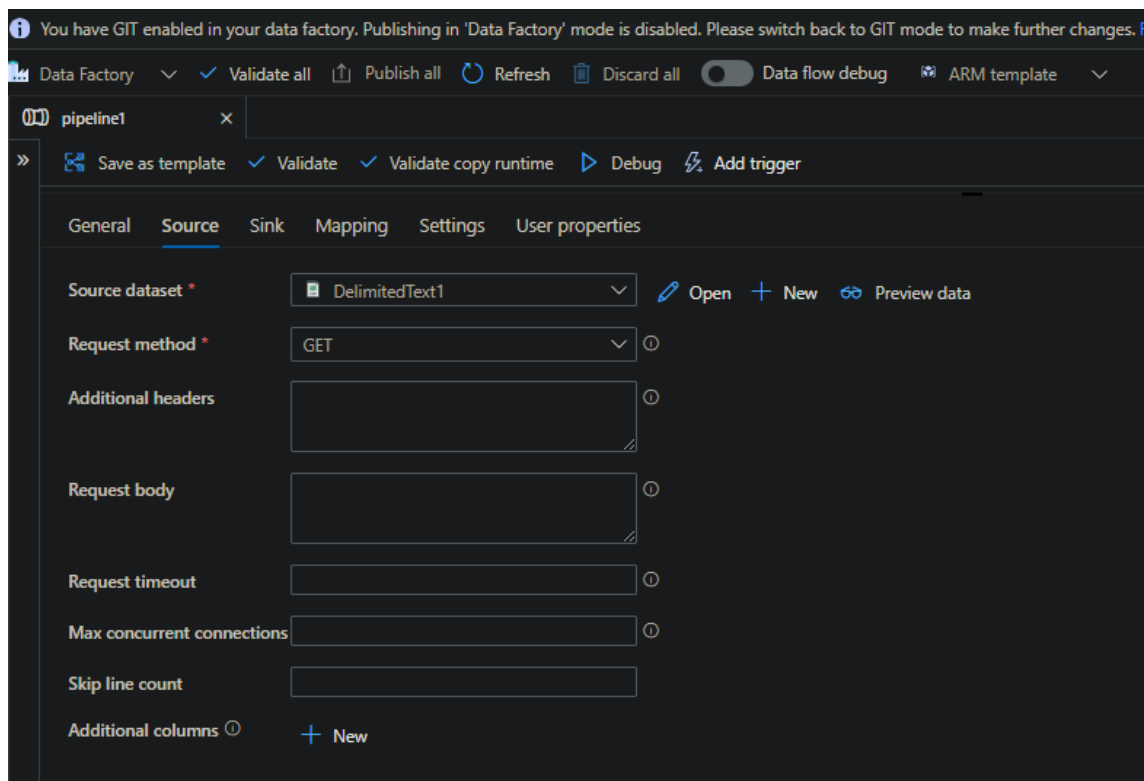 You have GIT enabled in your data factory. Publishing in 'Data Factory' mode is disabled. Please switch back to GIT mode to make further changes.
Data Factory Validate all Publish all Refresh Discard all Data flow debug ARM template
pipeline1
Save as template Validate Validate copy runtime Debug Add trigger
General Source Sink Mapping Settings User properties
Source dataset * DelimitedText1 Open New Preview data
Request method * GET
Additional headers
Request body
Request timeout
Max concurrent connections
Skip line count
Additional columns New